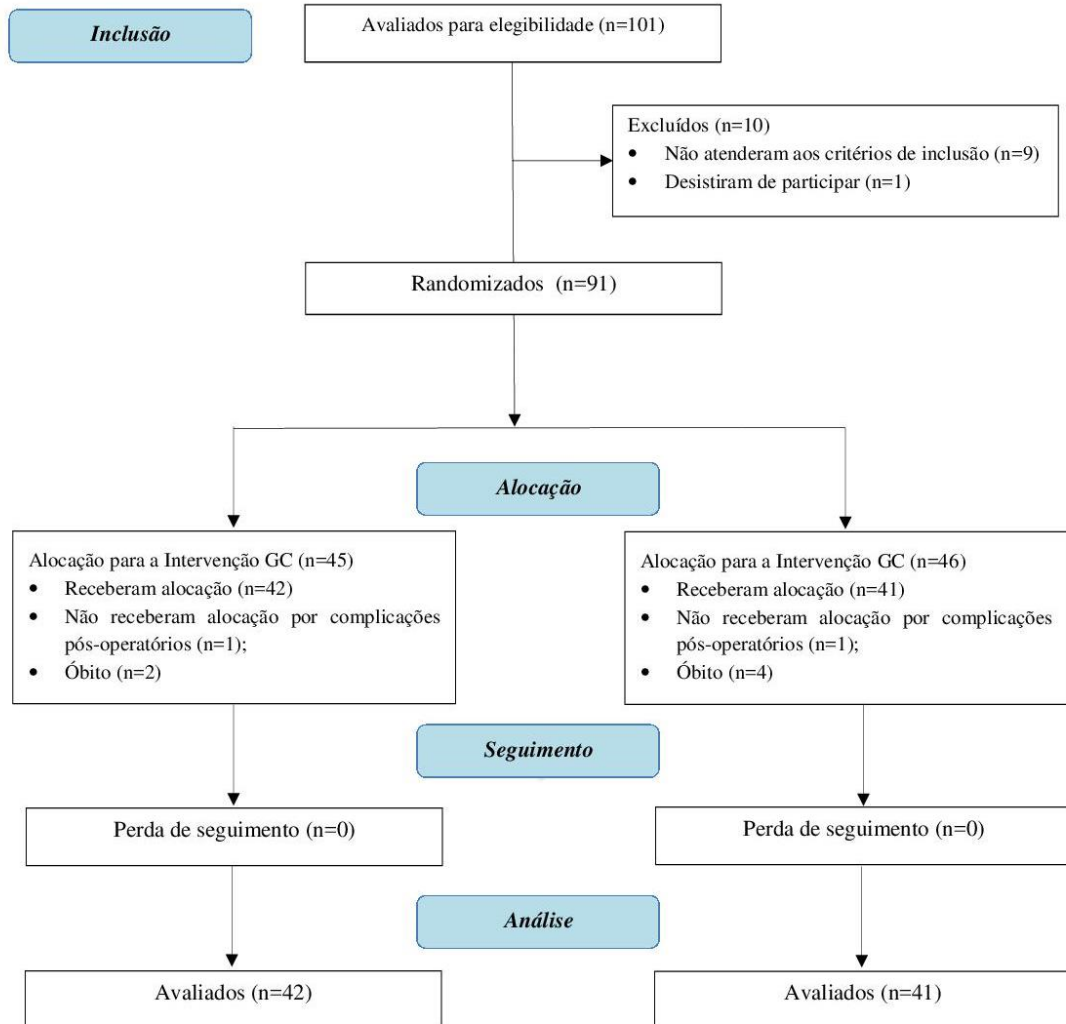 Inclusão
Avaliados para elegibilidade (n=101)
Excluídos (n=10)
• Não atenderam aos critérios de inclusão (n=9)
• Desistiram de participar (n=1)
Randomizados (n=91)
Alocação
Alocação para a Intervenção GC (n=45)
• Receberam alocação (n=42)
• Não receberam alocação por complicações
pós-operatórios (n=1);
• Óbito (n=2)
Alocação para a Intervenção GC (n=46)
• Receberam alocação (n=41)
• Não receberam alocação por complicações
pós-operatórios (n=1);
• Óbito (n=4)
Seguimento
Perda de seguimento (n=0)
Perda de seguimento (n=0)
Análise
Avaliados (n=42)
Avaliados (n=41)